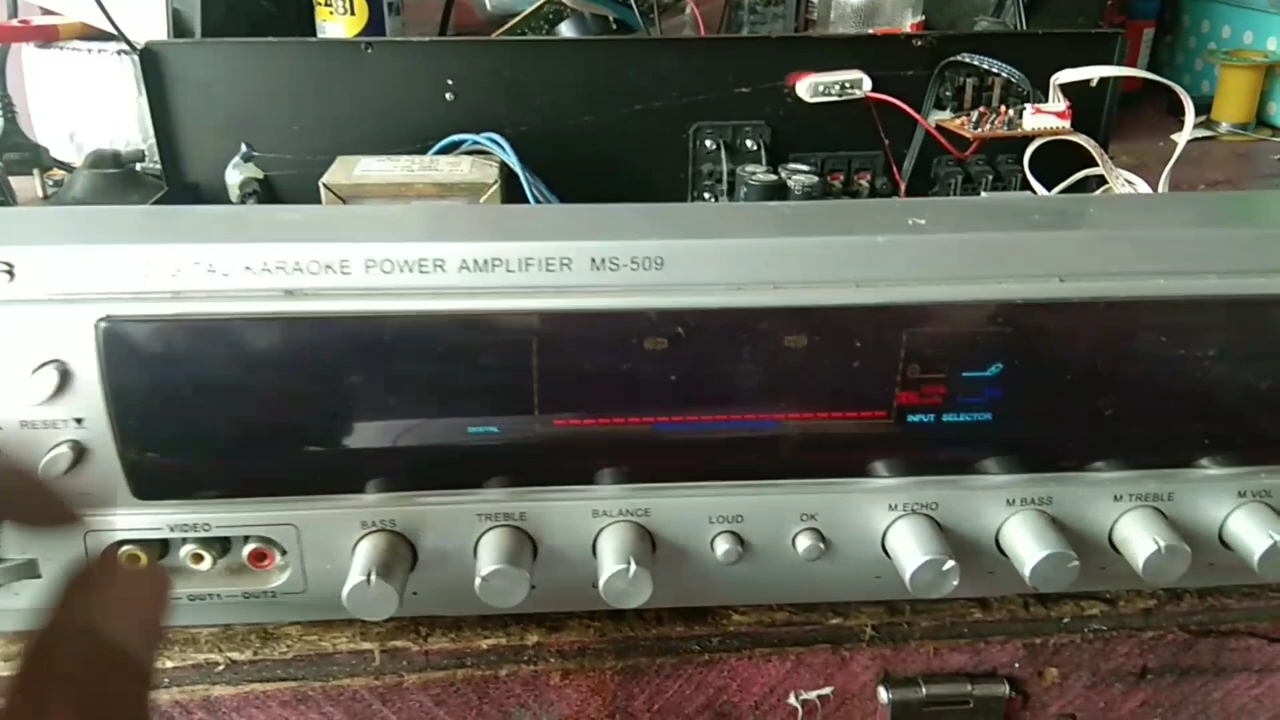 KARAOKE POWER AMPLIFIER MS-509
RESET
DIGITAL
INPUT SELECTOR
VIDEO
OUT1 OUT2
BASS
TREBLE
BALANCE
LOUD
OK
M.ECHO
M.BASS
M.TREBLE
M.VOL